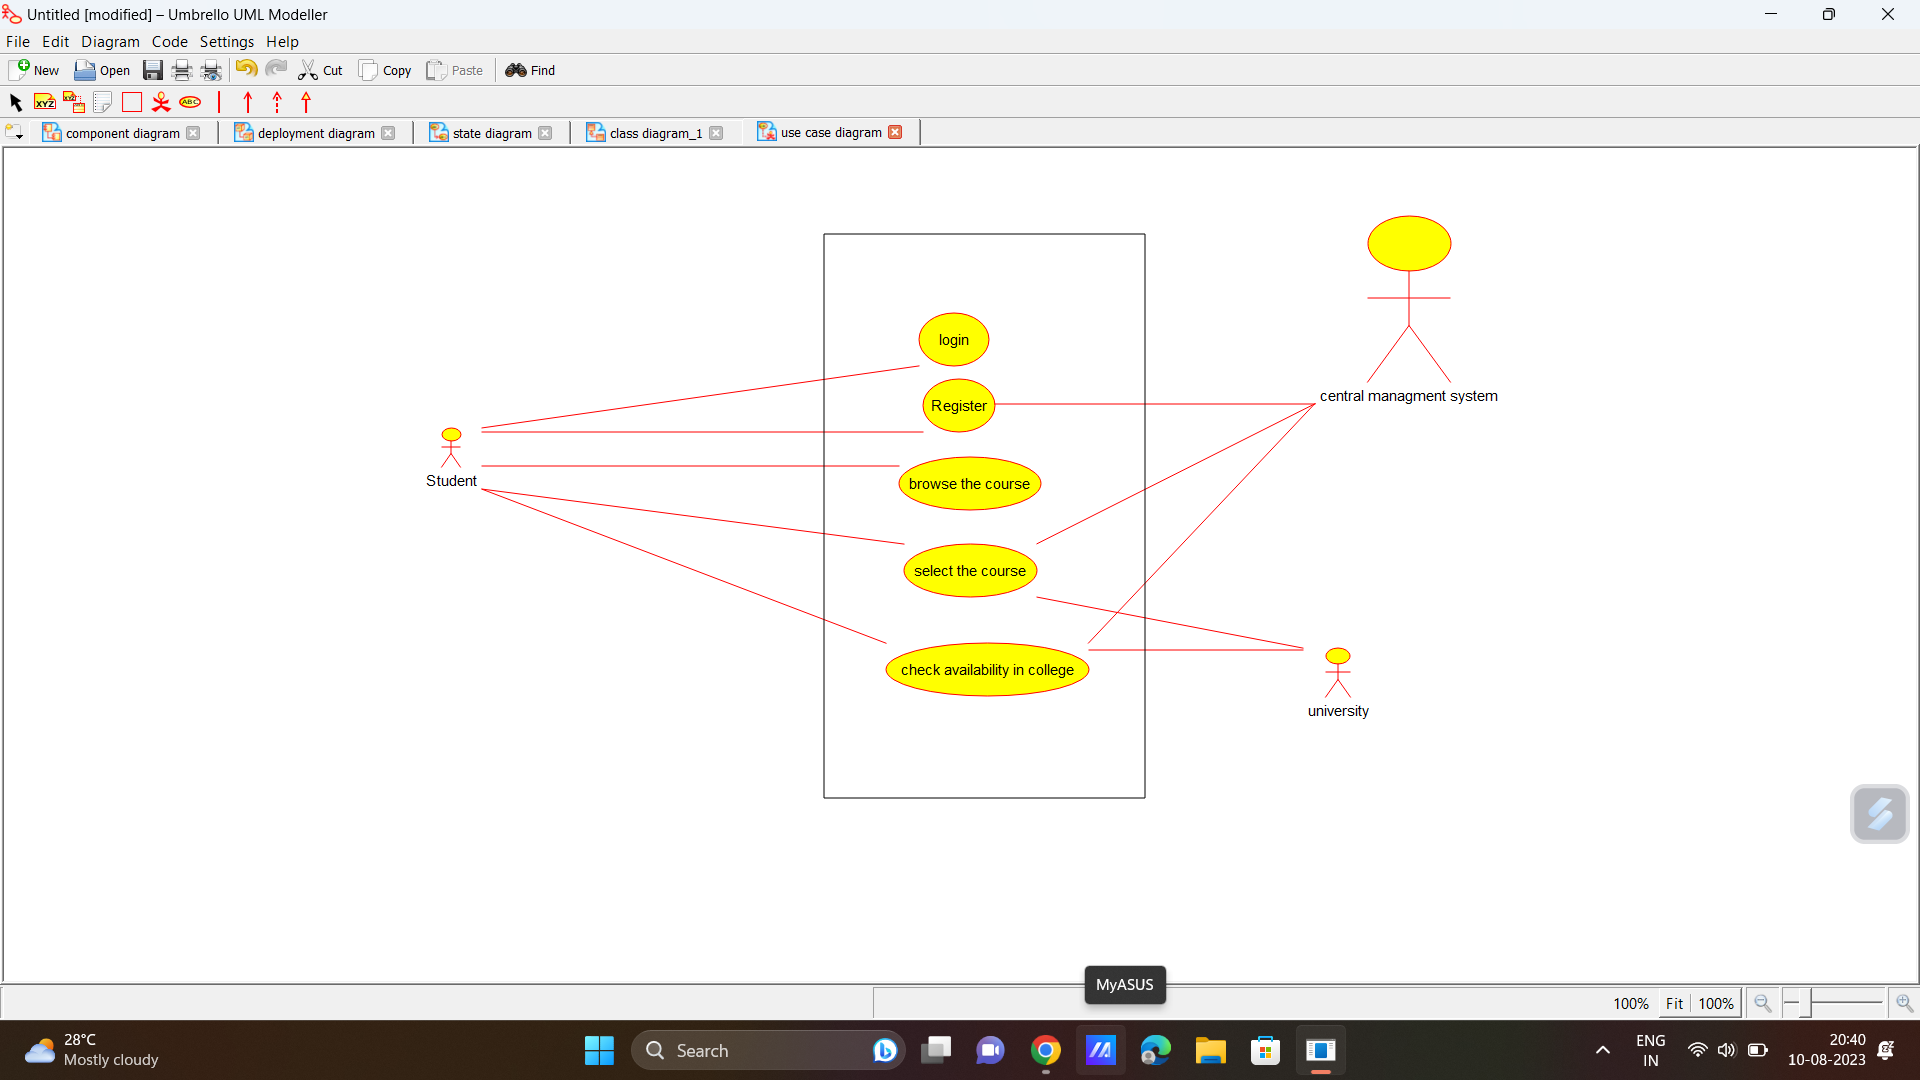 Untitled [modified] – Umbrello UML Modeller
File Edit Diagram Code Settings Help
New Open Cut Copy Paste Find
XYZ XYZ ABC
component diagram deployment diagram state diagram class diagram_1 use case diagram
login
Register
central managment system
browse the course
Student
select the course
check availability in college
university
MyASUS
100% Fit 100%
28°C
Mostly cloudy
Search
ENG
IN
20:40
10-08-2023